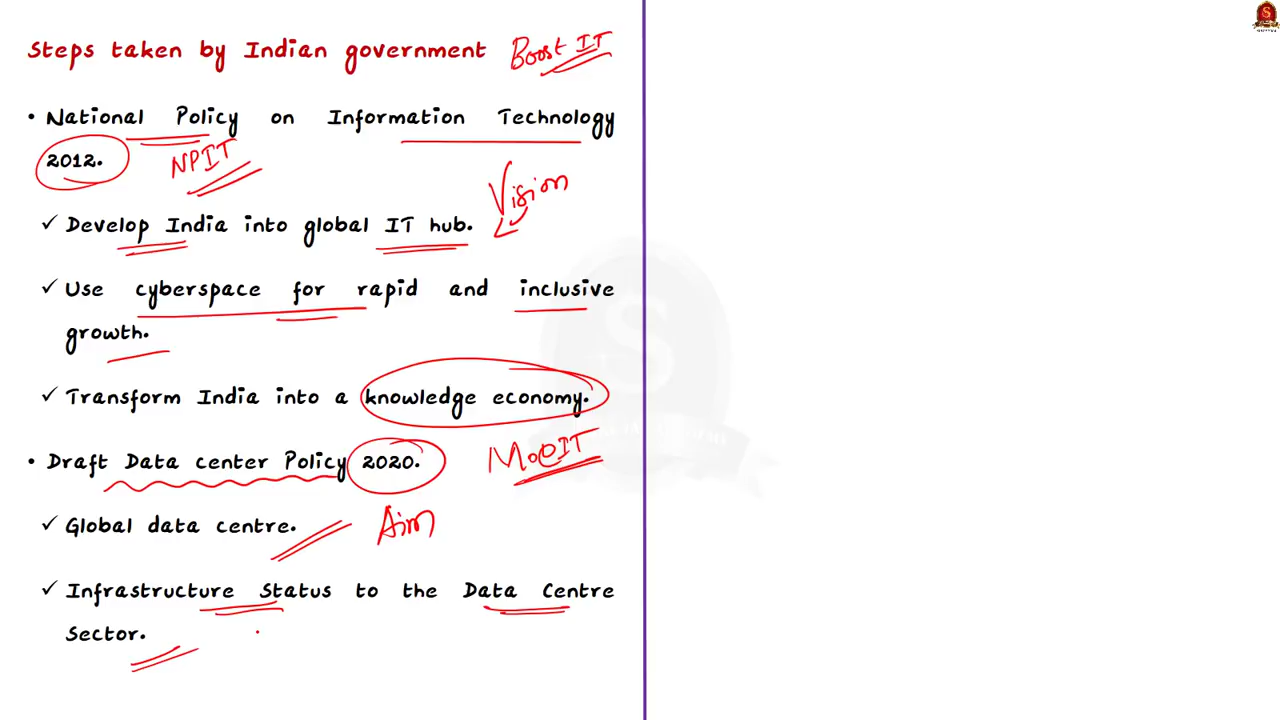 Steps taken by Indian government Boost IT
• National Policy on Information Technology
2012. NPIT
Vision
✓ Develop India into global IT hub.
✓ Use cyberspace for rapid and inclusive
growth.
✓ Transform India into a knowledge economy.
• Draft Data center Policy 2020. MoeIT
✓ Global data centre. Aim
✓ Infrastructure Status to the Data Centre
Sector.